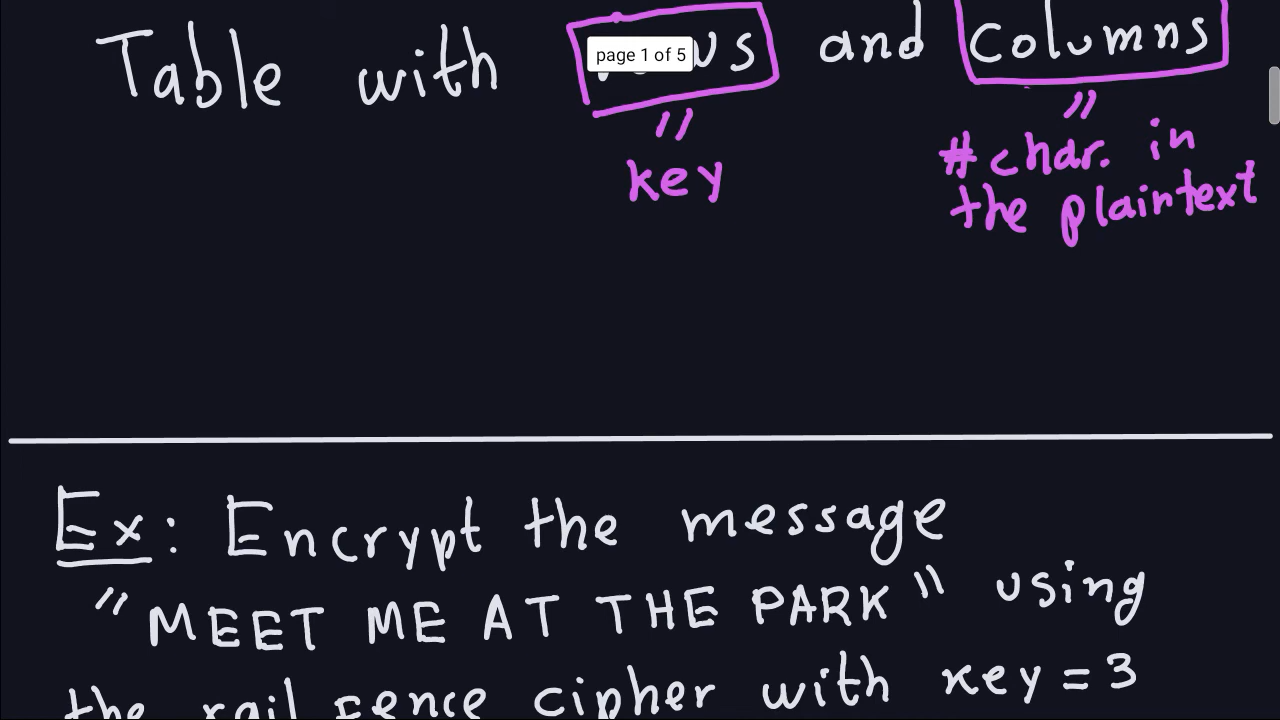 Table with and columns
page 1 of 5
" "
key # char. in
the plaintext
Ex: Encrypt the message
"MEET ME AT THE PARK" using
the rail fence cipher with key = 3